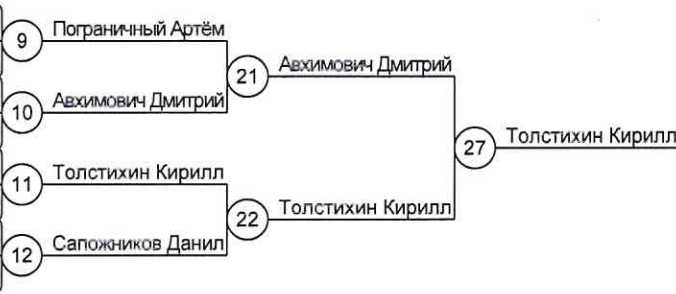 9 Пограничный Артём
21 Авхимович Дмитрий
10 Авхимович Дмитрий
27 Толстихин Кирилл
11 Толстихин Кирилл
22 Толстихин Кирилл
12 Сапожников Данил